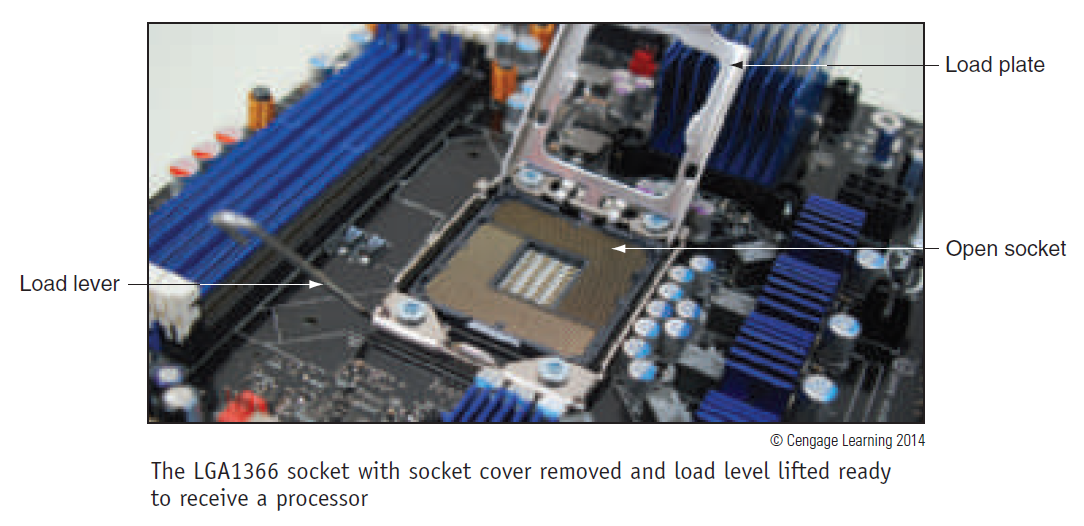 Load plate
Open socket
Load lever
© Cengage Learning 2014
The LGA1366 socket with socket cover removed and load level lifted ready
to receive a processor